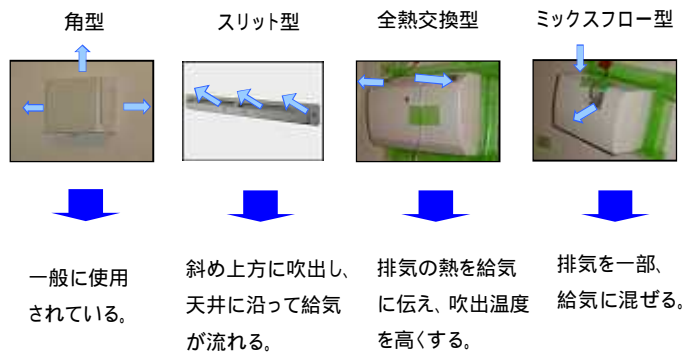 角型
スリット型
全熱交換型
ミックスフロー型
一般に使用
されている。
斜め上方に吹出し、
天井に沿って給気
が流れる。
排気の熱を給気
に伝え、吹出温度
を高くする。
排気を一部、
給気に混ぜる。